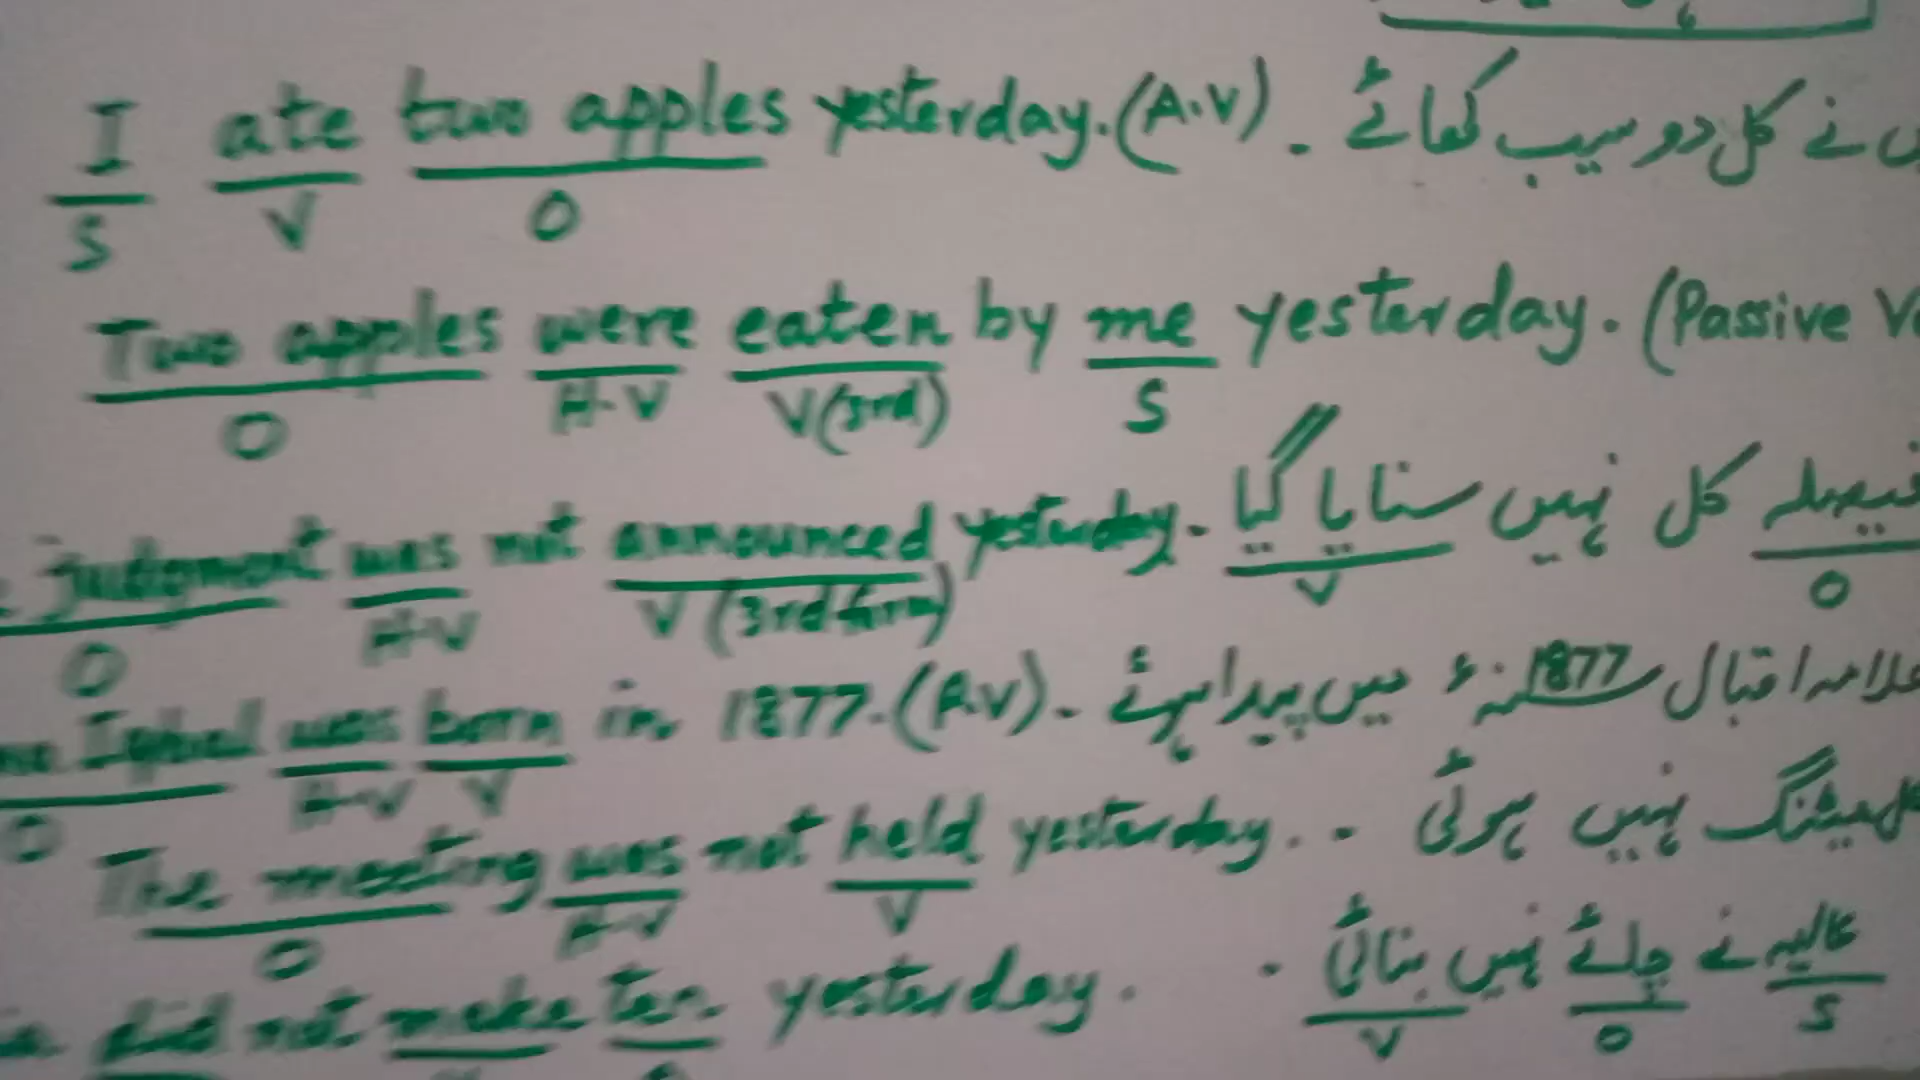 I ate two apples yesterday. (A.V) ۔ نے کل دو سیب کھائے
S V O
Two apples were eaten by me yesterday. (Passive
O H-V V(3rd) S
judgment was not announced yesterday. فیصلہ کل نہیں سنایا گیا
O H-V V (3rd form) V O
Iqbal was born in 1877. (A.V) ۔ علامہ اقبال سنہ 1877ء میں پیدا ہوئے
O H-V V
The meeting was not held yesterday. ۔ میٹنگ نہیں ہوئی
O H-V V
did not make tea yesterday. ۔ عالیہ نے چائے نہیں بنائی
V O S